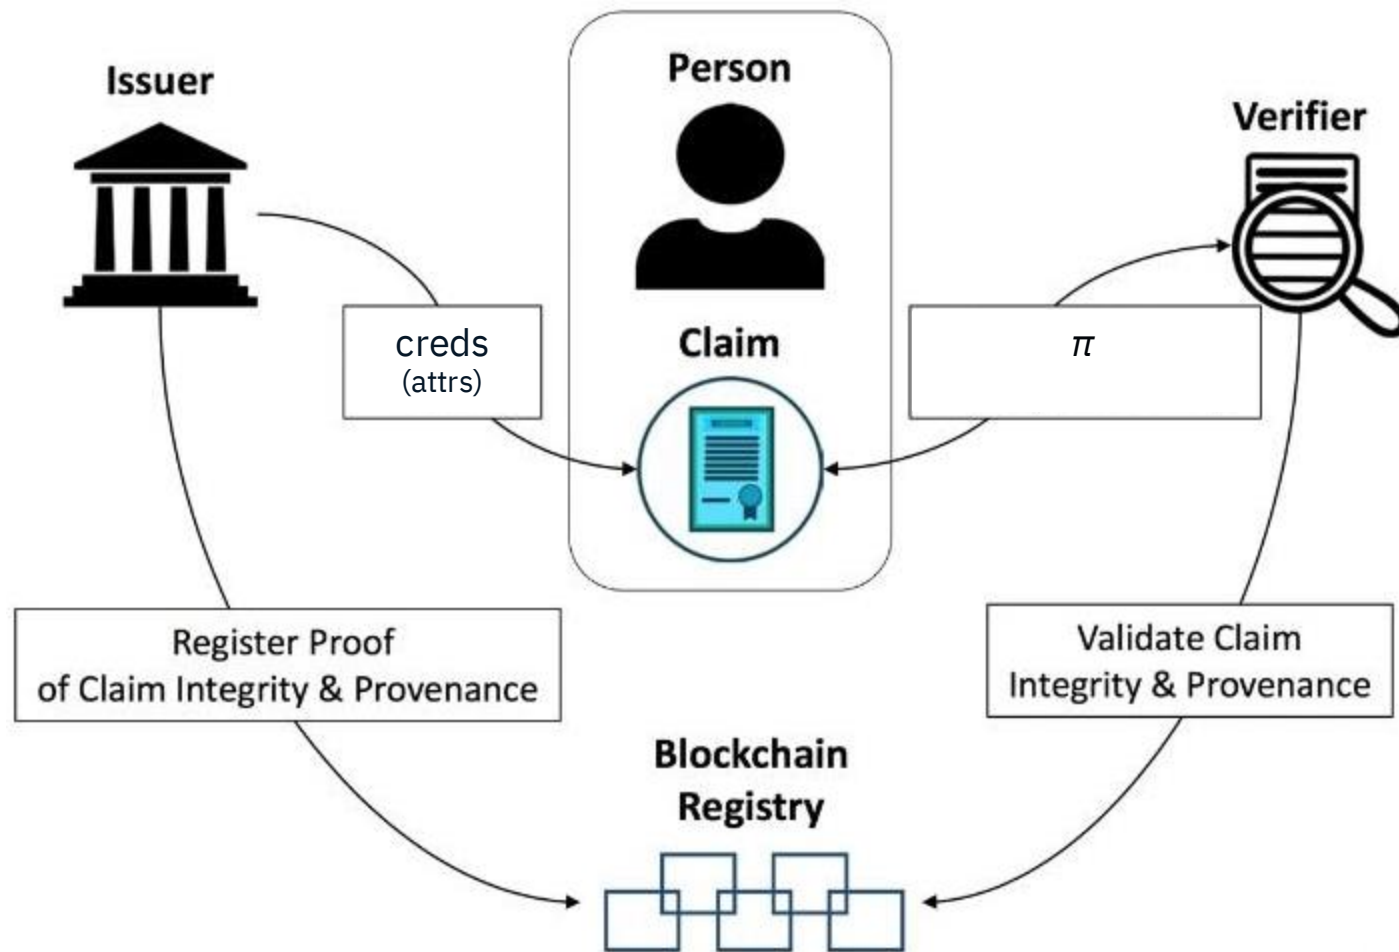 Issuer
Person
Verifier
creds
(attrs)
Claim
π
Register Proof
of Claim Integrity & Provenance
Validate Claim
Integrity & Provenance
Blockchain
Registry